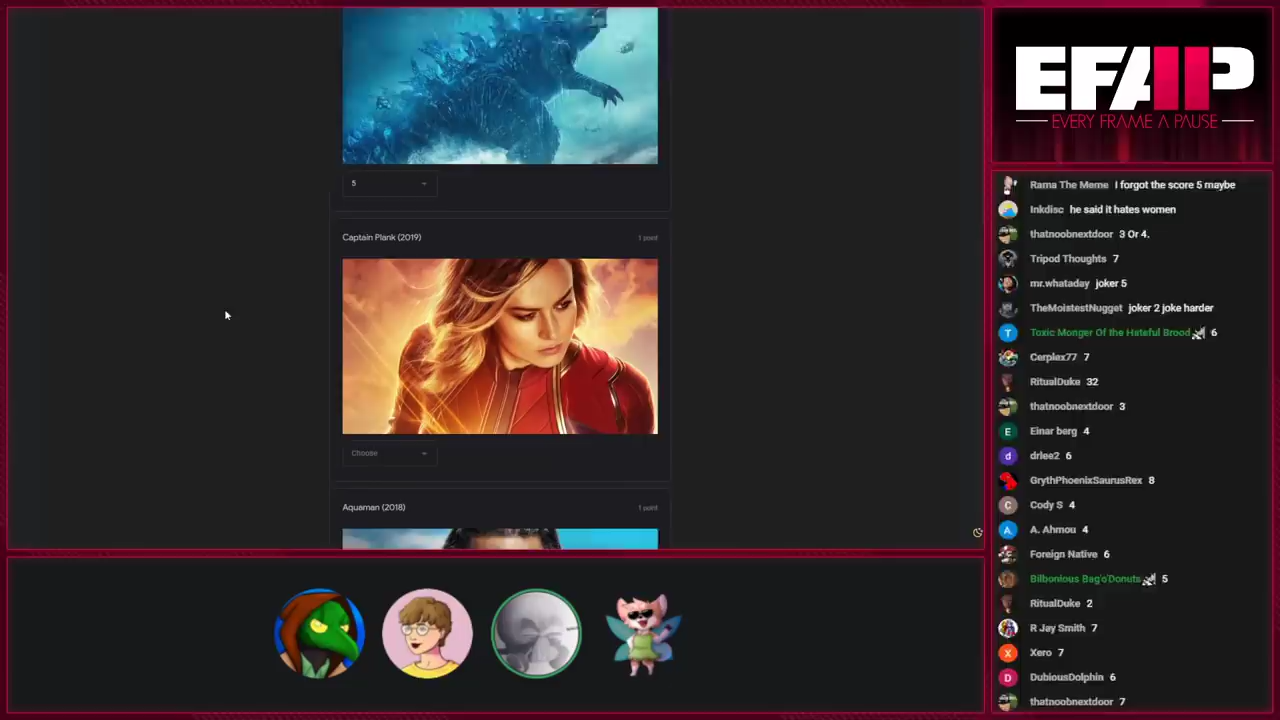 5
Captain Plank (2019)
1 point
Choose
Aquaman (2018)
1 point
EFAP
EVERY FRAME A PAUSE
Rama The Meme I forgot the score 5 maybe
Inkdisc he said it hates women
thatnoobnextdoor 3 Or 4.
Tripod Thoughts 7
mr.whataday joker 5
TheMoistestNugget joker 2 joke harder
T
Toxic Monger Of the Hateful Brood 6
Cerplex77 7
RitualDuke 32
thatnoobnextdoor 3
E
Einar berg 4
d
drlee2 6
GrythPhoenixSaurusRex 8
C
Cody S 4
A.
A. Ahmou 4
Foreign Native 6
Bilbonious Bag'o'Donuts 5
RitualDuke 2
R Jay Smith 7
X
Xero 7
D
DubiousDolphin 6
thatnoobnextdoor 7